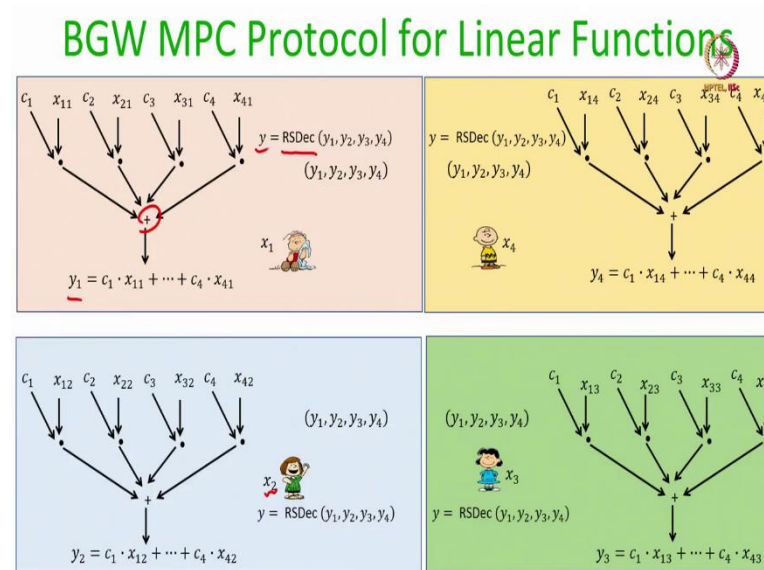 BGW MPC Protocol for Linear Functions
NPTEL, IISc
c₁ x₁₁ c₂ x₂₁ c₃ x₃₁ c₄ x₄₁
y = RSDec (y₁, y₂, y₃, y₄)
(y₁, y₂, y₃, y₄)
+
x₁
y₁ = c₁ · x₁₁ + ⋯ + c₄ · x₄₁
c₁ x₁₄ c₂ x₂₄ c₃ x₃₄ c₄
y = RSDec (y₁, y₂, y₃, y₄)
(y₁, y₂, y₃, y₄)
+
x₄
y₄ = c₁ · x₁₄ + ⋯ + c₄ · x₄₄
c₁ x₁₂ c₂ x₂₂ c₃ x₃₂ c₄ x₄₂
(y₁, y₂, y₃, y₄)
x₂
+
y = RSDec (y₁, y₂, y₃, y₄)
y₂ = c₁ · x₁₂ + ⋯ + c₄ · x₄₂
c₁ x₁₃ c₂ x₂₃ c₃ x₃₃ c₄
(y₁, y₂, y₃, y₄)
x₃
+
y = RSDec (y₁, y₂, y₃, y₄)
y₃ = c₁ · x₁₃ + ⋯ + c₄ · x₄₃